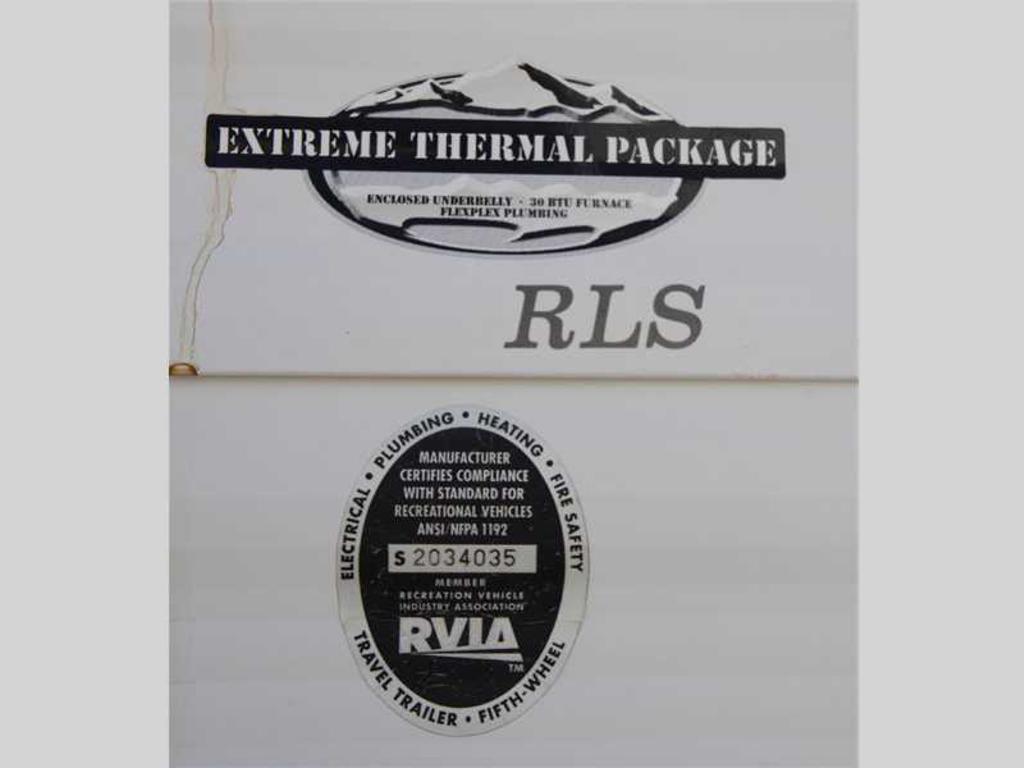 EXTREME THERMAL PACKAGE
ENCLOSED UNDERBELLY · 30 BTU FURNACE
FLEXPLEX PLUMBING
RLS
ELECTRICAL • PLUMBING • HEATING • FIRE SAFETY
MANUFACTURER
CERTIFIES COMPLIANCE
WITH STANDARD FOR
RECREATIONAL VEHICLES
ANSI/NFPA 1192
S 2034035
MEMBER
RECREATION VEHICLE
INDUSTRY ASSOCIATION
RVIA
TM
TRAVEL TRAILER • FIFTH-WHEEL